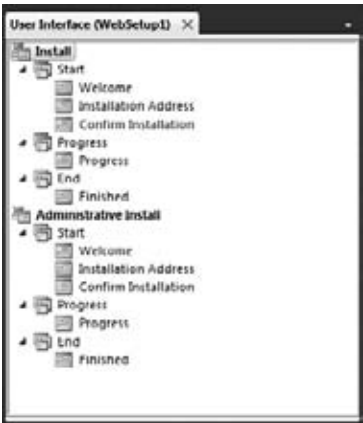 User Interface (WebSetup1)
Install
Start
Welcome
Installation Address
Confirm Installation
Progress
Progress
End
Finished
Administrative Install
Start
Welcome
Installation Address
Confirm Installation
Progress
Progress
End
Finished